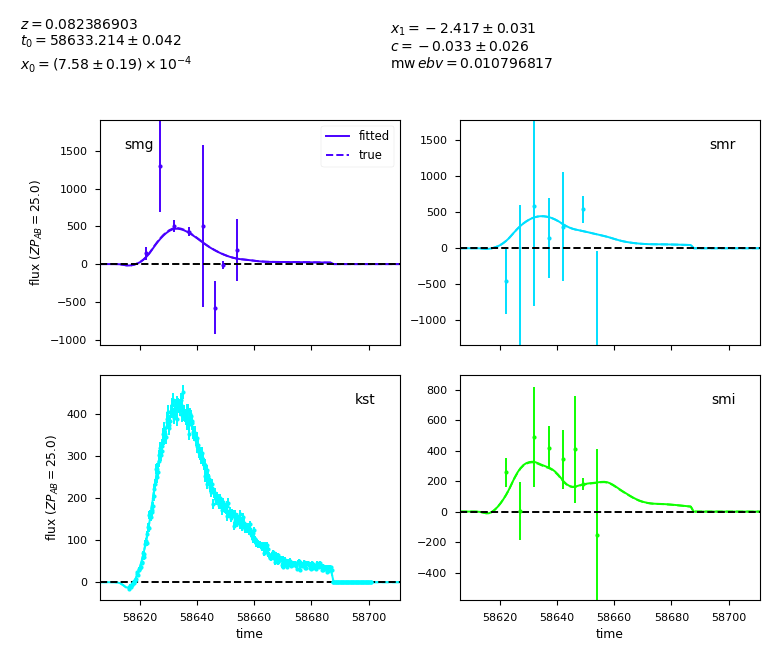 z = 0.082386903
t₀ = 58633.214 ± 0.042
x₀ = (7.58 ± 0.19) × 10⁻⁴
x₁ = −2.417 ± 0.031
c = −0.033 ± 0.026
mw ebv = 0.010796817
smg
fitted
true
1500
1000
500
0
−500
−1000
flux (ZP_AB = 25.0)
smr
1500
1000
500
0
−500
−1000
kst
400
300
200
100
0
flux (ZP_AB = 25.0)
58620 58640 58660 58680 58700
time
smi
800
600
400
200
0
−200
−400
58620 58640 58660 58680 58700
time